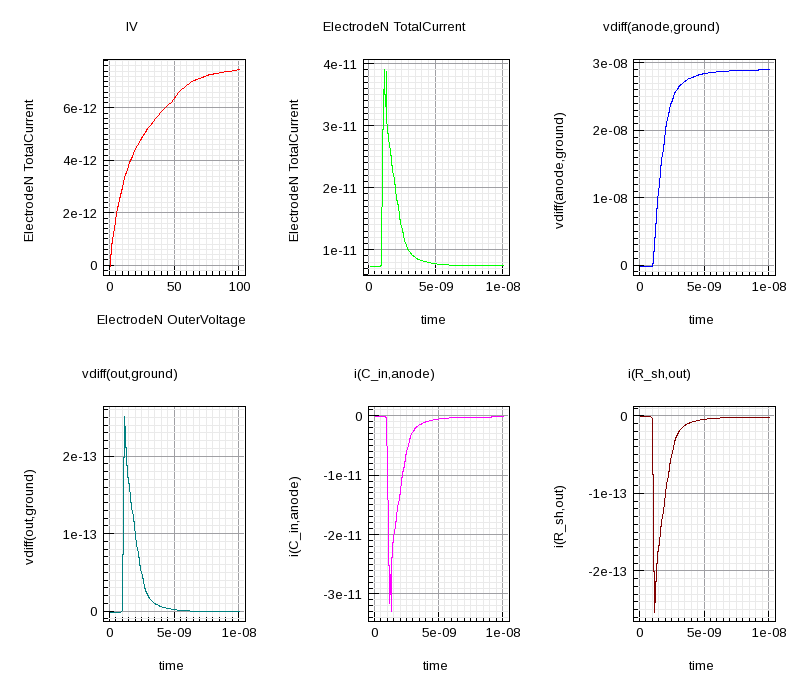 IV
ElectrodeN TotalCurrent
vdiff(anode,ground)
ElectrodeN TotalCurrent
6e-12
4e-12
2e-12
0
0 50 100
ElectrodeN OuterVoltage
ElectrodeN TotalCurrent
4e-11
3e-11
2e-11
1e-11
0 5e-09 1e-08
time
vdiff(anode,ground)
3e-08
2e-08
1e-08
0
0 5e-09 1e-08
time
vdiff(out,ground)
i(C_in,anode)
i(R_sh,out)
vdiff(out,ground)
2e-13
1e-13
0
0 5e-09 1e-08
time
i(C_in,anode)
0
-1e-11
-2e-11
-3e-11
0 5e-09 1e-08
time
i(R_sh,out)
0
-1e-13
-2e-13
0 5e-09 1e-08
time